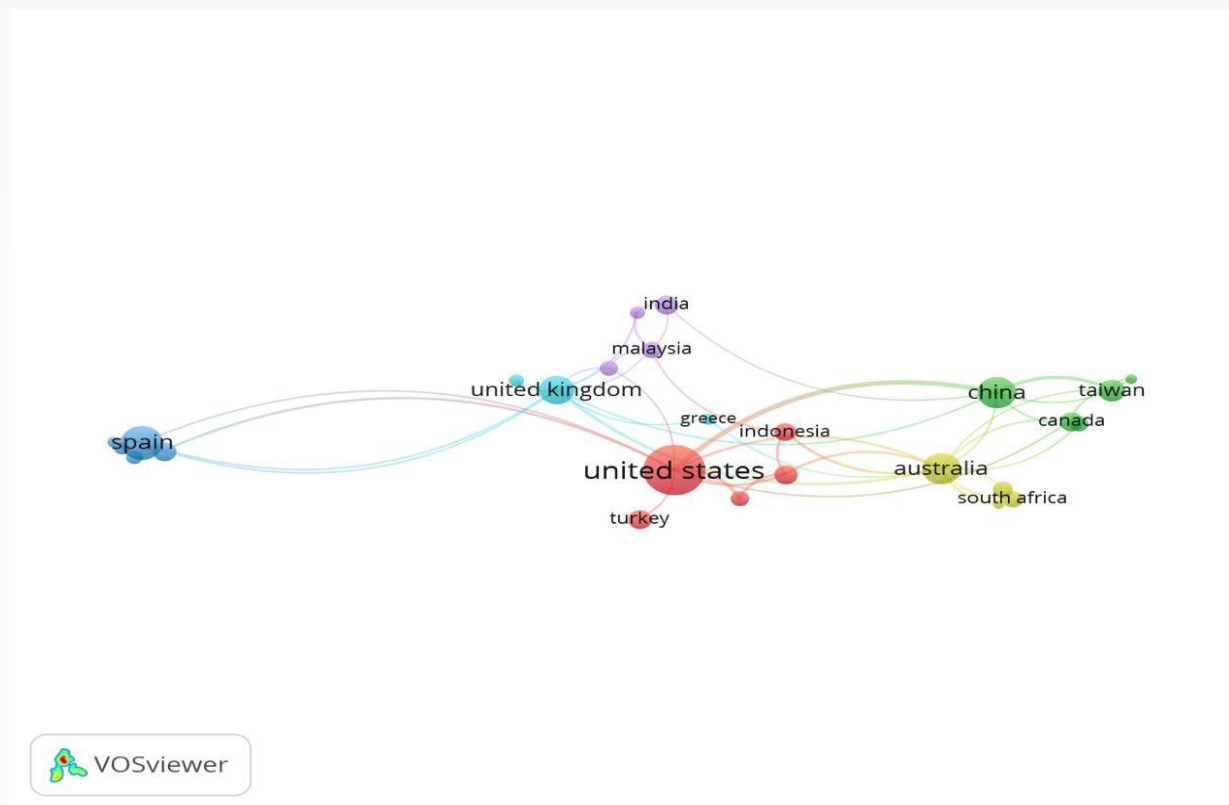 india
malaysia
united kingdom
china
taiwan
greece
canada
indonesia
spain
united states
australia
south africa
turkey
VOSviewer